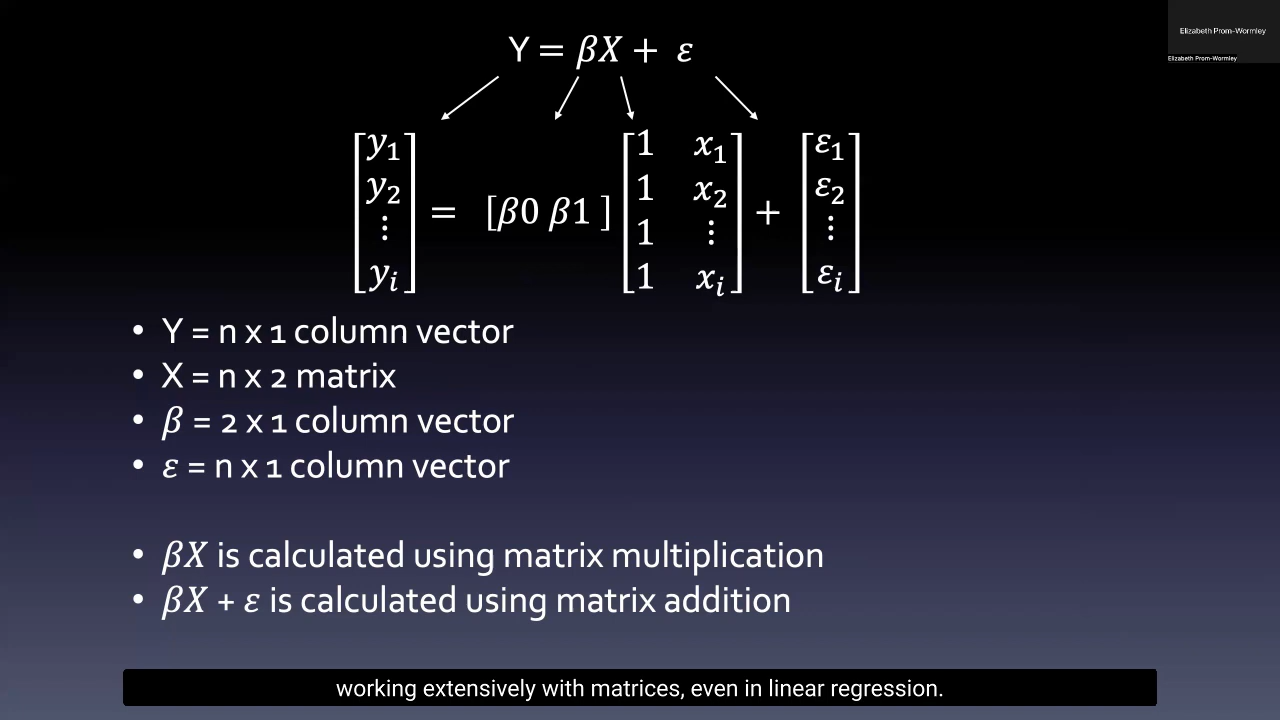 Elizabeth Prom-Wormley
Elizabeth Prom-Wormley
Y = 𝛽𝑋 + 𝜀
[𝑦₁ 𝑦₂ ⋮ 𝑦ᵢ] = [𝛽0 𝛽1 ] [1 𝑥₁ 1 𝑥₂ 1 ⋮ 1 𝑥ᵢ] + [𝜀₁ 𝜀₂ ⋮ 𝜀ᵢ]
• Y = n x 1 column vector
• X = n x 2 matrix
• 𝛽 = 2 x 1 column vector
• 𝜀 = n x 1 column vector
• 𝛽𝑋 is calculated using matrix multiplication
• 𝛽𝑋 + 𝜀 is calculated using matrix addition
working extensively with matrices, even in linear regression.